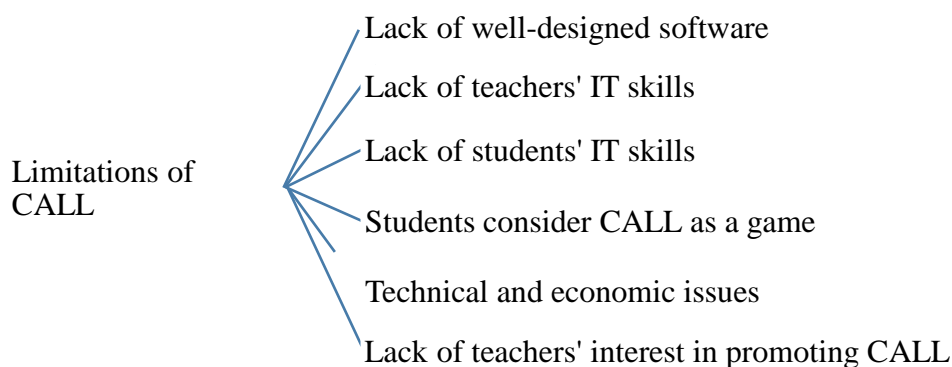 Lack of well-designed software
Lack of teachers' IT skills
Lack of students' IT skills
Limitations of
CALL
Students consider CALL as a game
Technical and economic issues
Lack of teachers' interest in promoting CALL